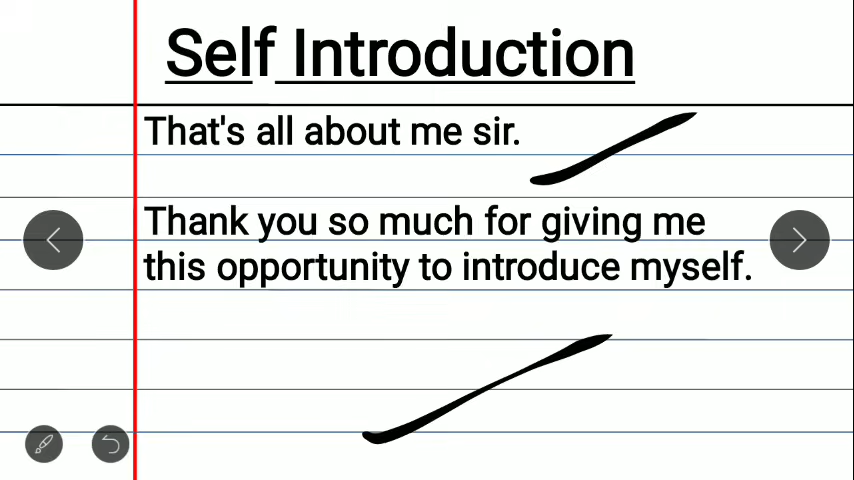 Self Introduction
That's all about me sir.
Thank you so much for giving me
this opportunity to introduce myself.